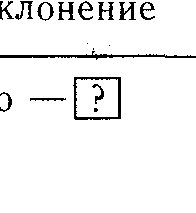 клонение
о — ?